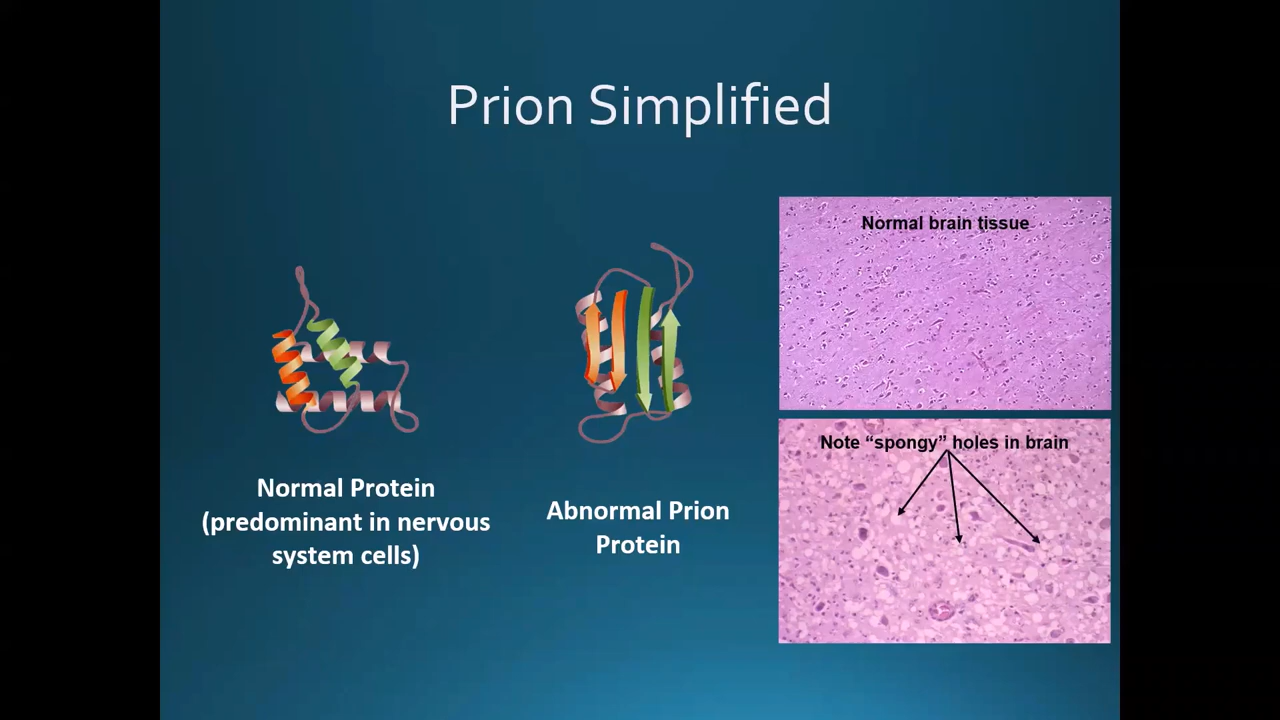 Prion Simplified
Normal Protein
(predominant in nervous
system cells)
Abnormal Prion
Protein
Normal brain tissue
Note “spongy” holes in brain